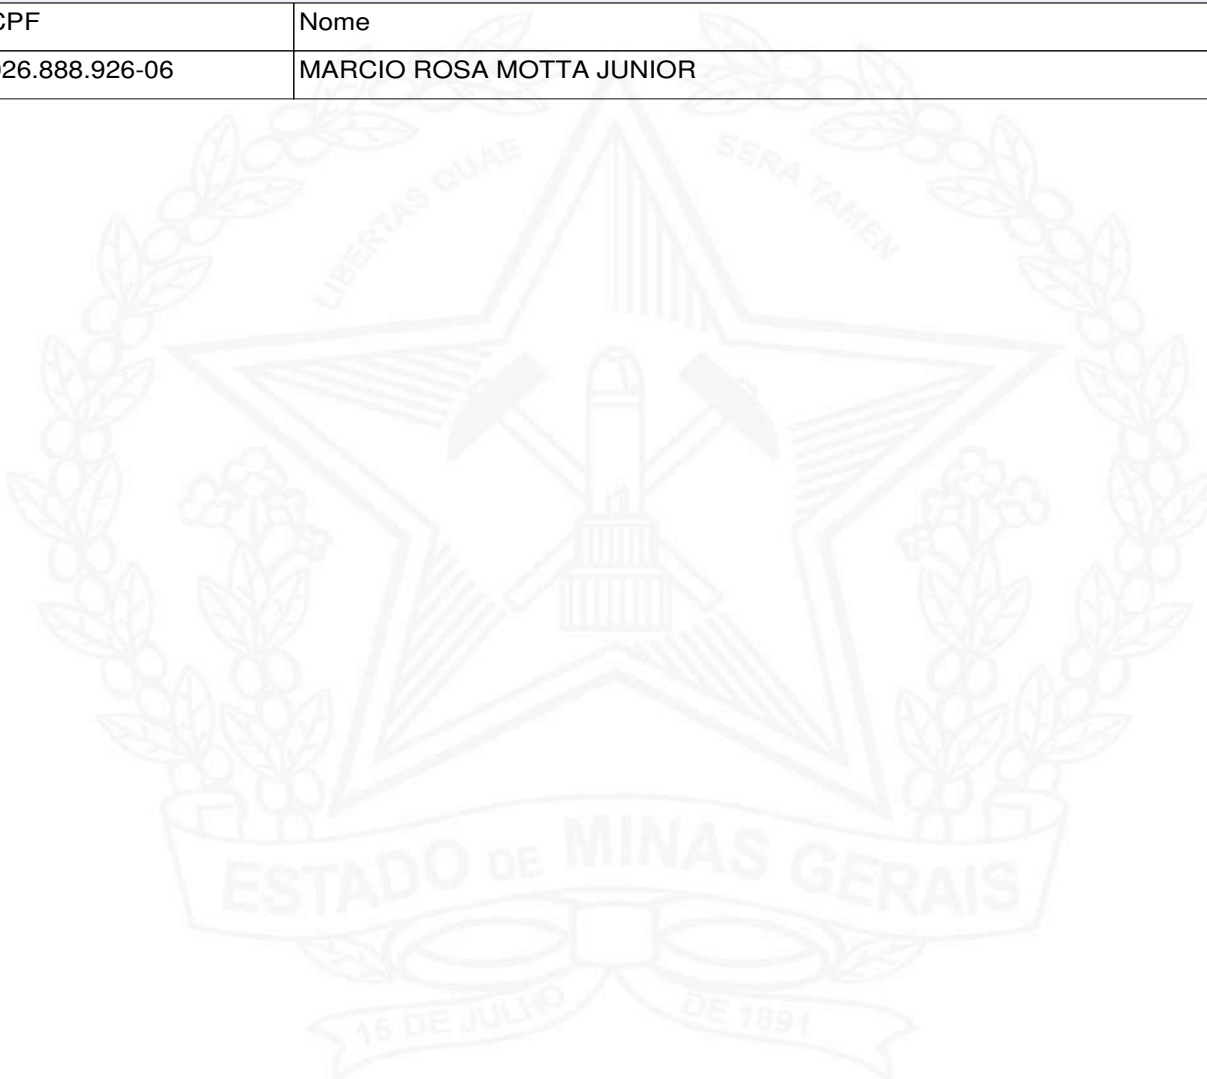 CPF Nome
026.888.926-06 MARCIO ROSA MOTTA JUNIOR
LIBERTAS QUAE SERA TAMEN
ESTADO DE MINAS GERAIS
15 DE JULHO DE 1891